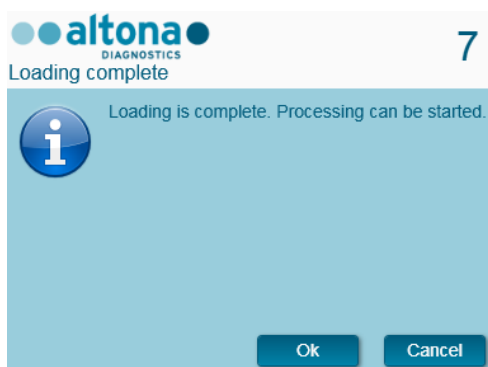 altona
DIAGNOSTICS
7
Loading complete
Loading is complete. Processing can be started.
Ok
Cancel